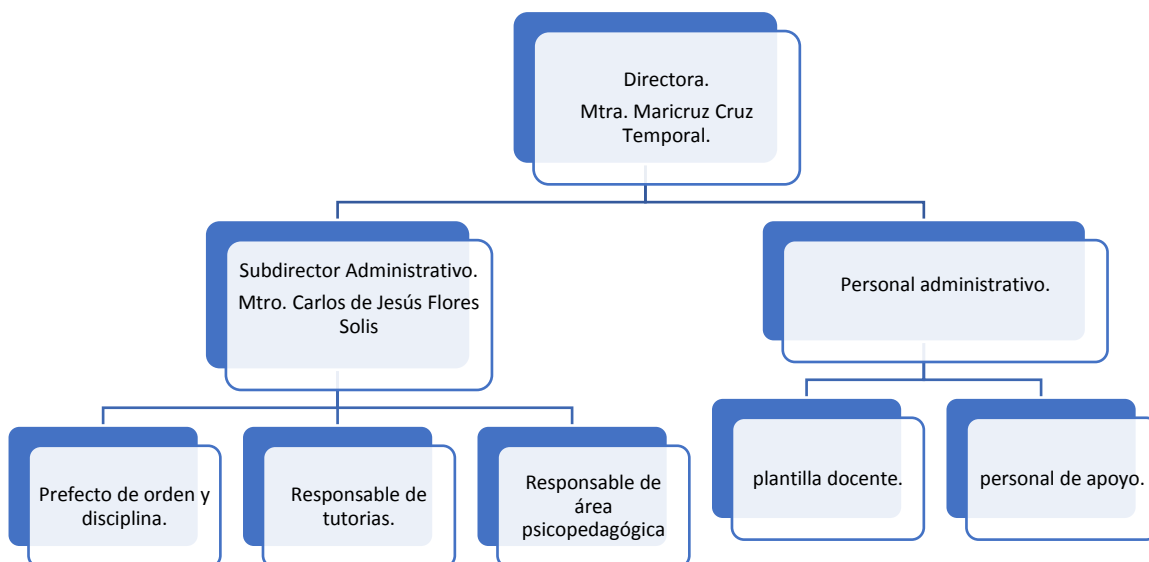 Directora.
Mtra. Maricruz Cruz
Temporal.
Subdirector Administrativo.
Mtro. Carlos de Jesús Flores
Solis
Personal administrativo.
Prefecto de orden y
disciplina.
Responsable de
tutorias.
Responsable de
área
psicopedagógica
plantilla docente.
personal de apoyo.